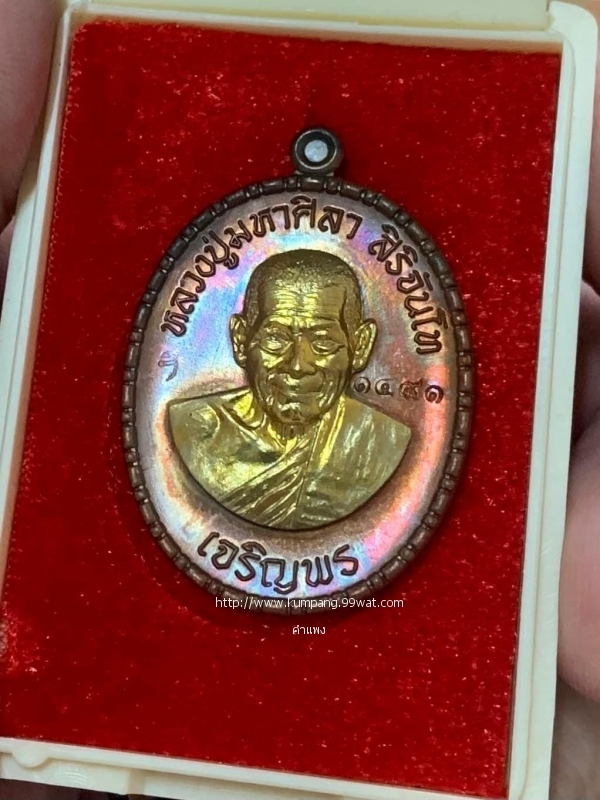 หลวงปู่มหาศิลา สิริจันโท
๑๔๕๑
เจริญพร
http://www.kumpang.99wat.com
คำแพง